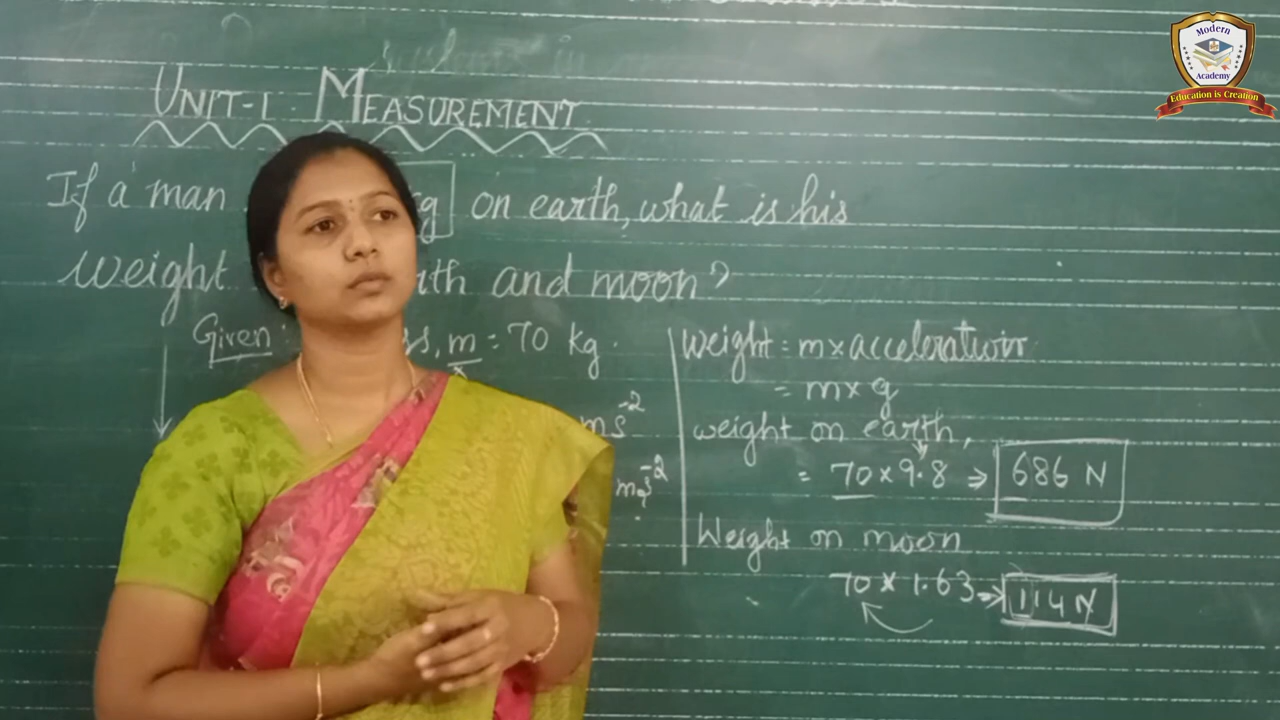 Modern
Academy
Education is Creation
UNIT-1. MEASUREMENT
If a man kg on earth, what is his
weight and moon?
Given : m = 70 kg.
ms⁻²
ms⁻²
weight = m×acceleration
= m×g
weight on earth,
= 70×9.8 ⇒ 686 N
Weight on moon
70 × 1.63 ⇒ 114 N